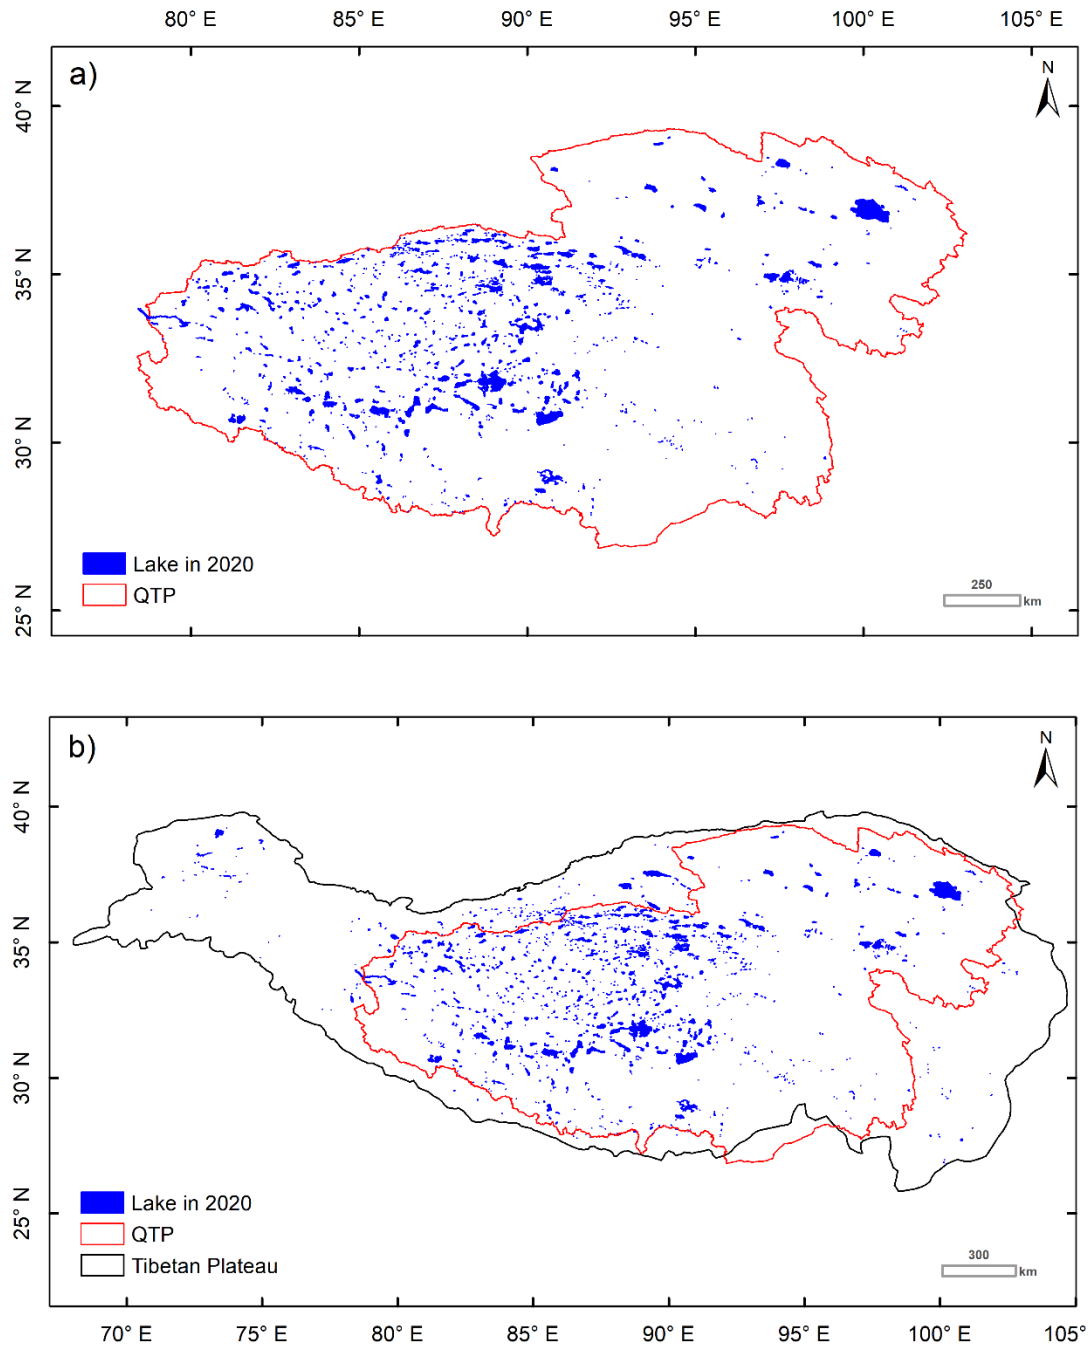 80° E 85° E 90° E 95° E 100° E 105° E
a)
N
40° N
35° N
30° N
25° N
Lake in 2020
QTP
250
km
b)
N
40° N
35° N
30° N
25° N
Lake in 2020
QTP
Tibetan Plateau
300
km
70° E 75° E 80° E 85° E 90° E 95° E 100° E 105°